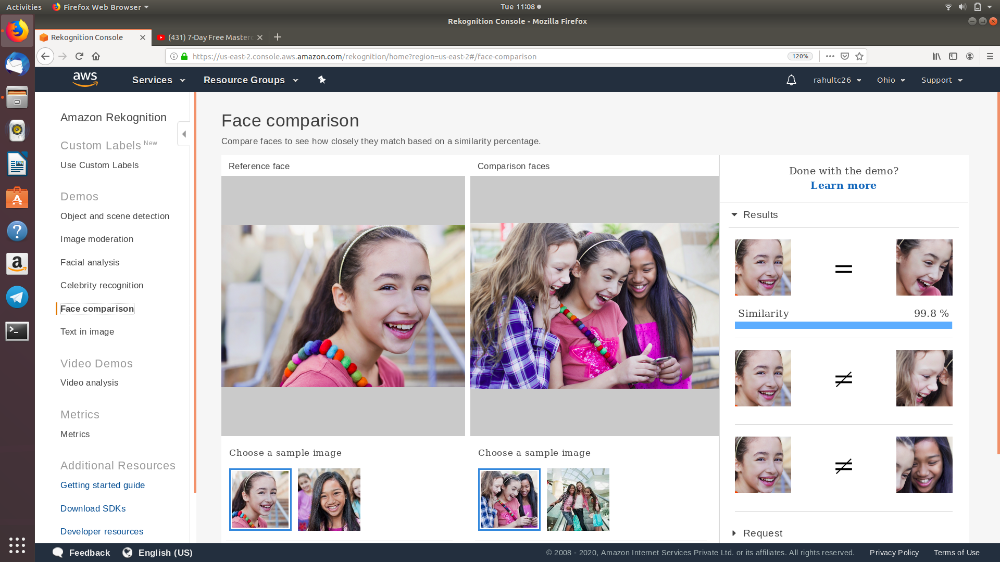 Activities
Firefox Web Browser
Tue 11:08
Rekognition Console - Mozilla Firefox
Rekognition Console
(431) 7-Day Free Masterc
https://us-east-2.console.aws.amazon.com/rekognition/home?region=us-east-2#/face-comparison
120%
aws
Services
Resource Groups
rahultc26
Ohio
Support
Amazon Rekognition
Custom Labels New
Use Custom Labels
Demos
Object and scene detection
Image moderation
Facial analysis
Celebrity recognition
Face comparison
Text in image
Video Demos
Video analysis
Metrics
Metrics
Additional Resources
Getting started guide
Download SDKs
Developer resources
Face comparison
Compare faces to see how closely they match based on a similarity percentage.
Reference face
Comparison faces
Choose a sample image
Choose a sample image
Done with the demo?
Learn more
Results
=
Similarity 99.8 %
≠
≠
Request
Feedback
English (US)
© 2008 - 2020, Amazon Internet Services Private Ltd. or its affiliates. All rights reserved.
Privacy Policy
Terms of Use